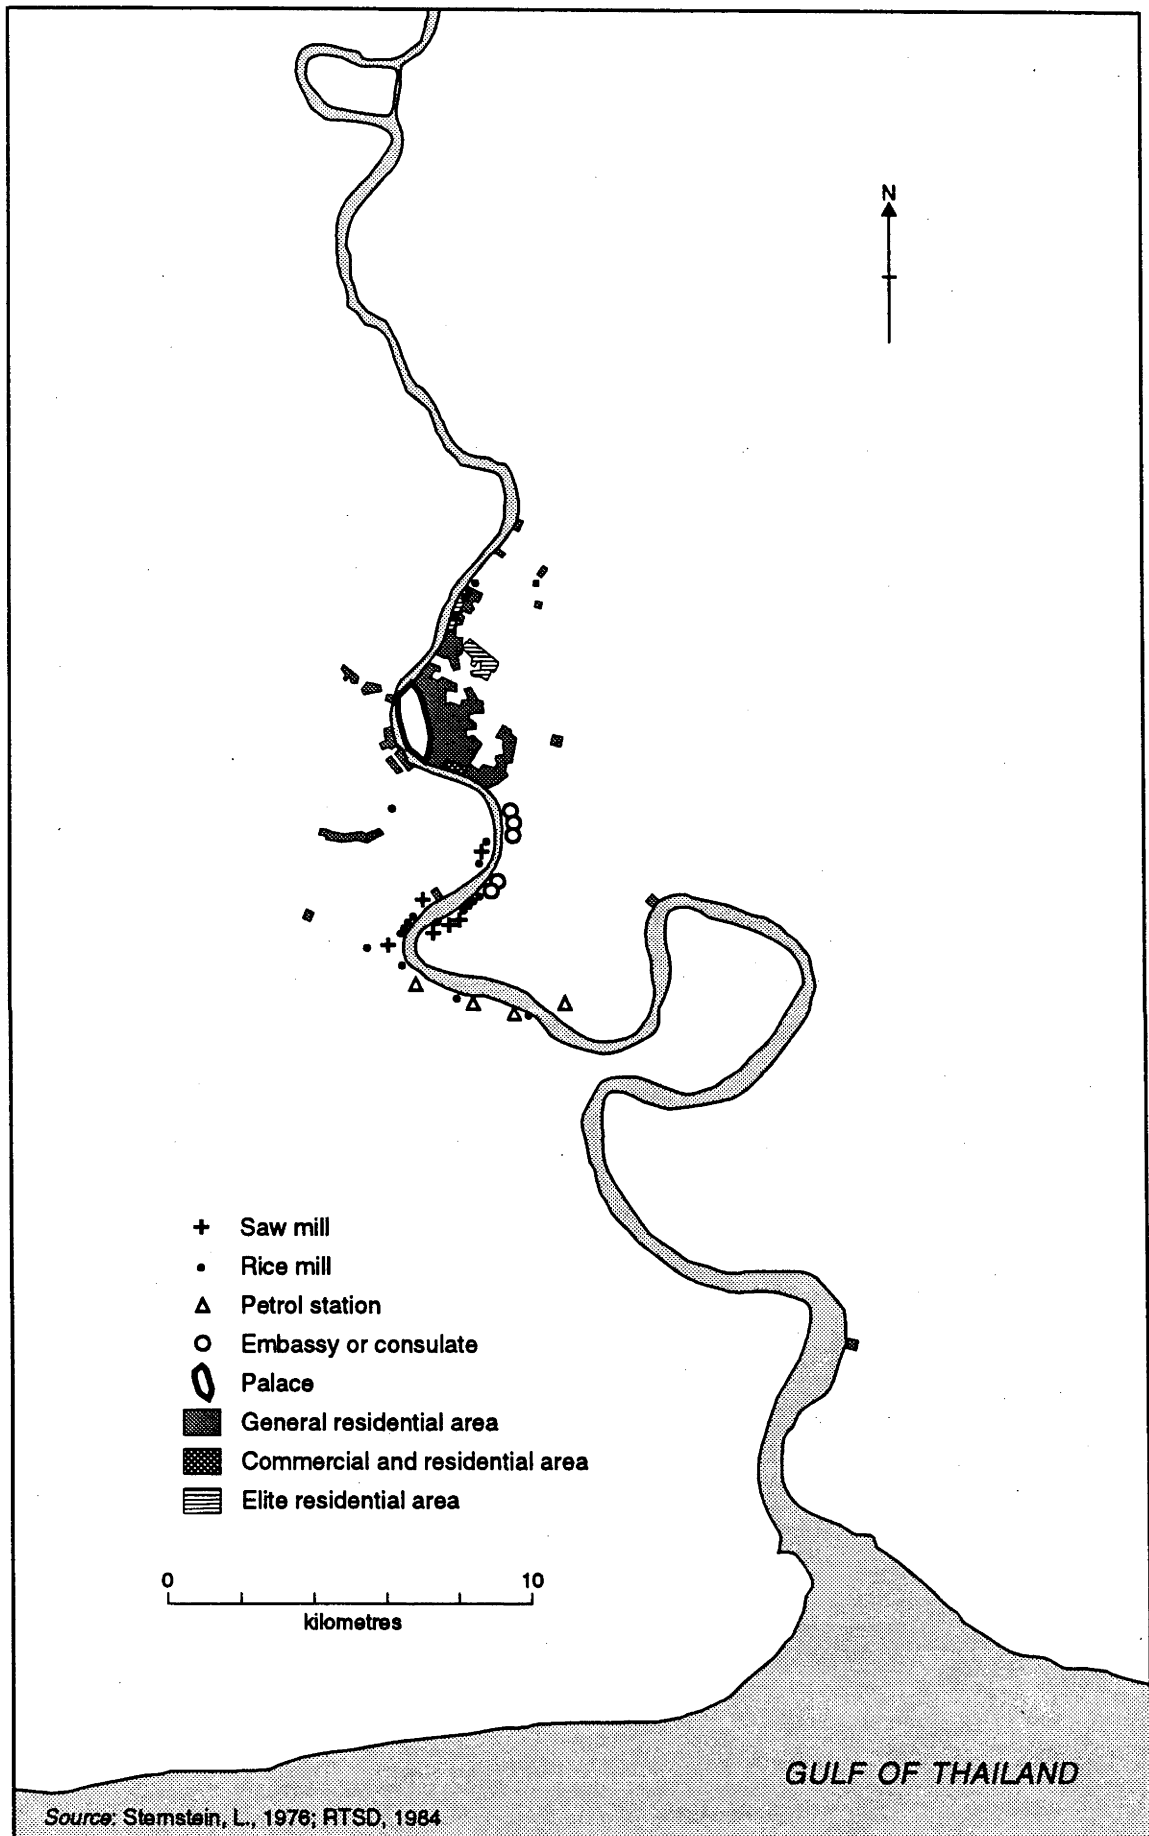 N
Saw mill
Rice mill
Petrol station
Embassy or consulate
Palace
General residential area
Commercial and residential area
Elite residential area
0 10
kilometres
GULF OF THAILAND
Source: Sternstein, L., 1976; RTSD, 1984